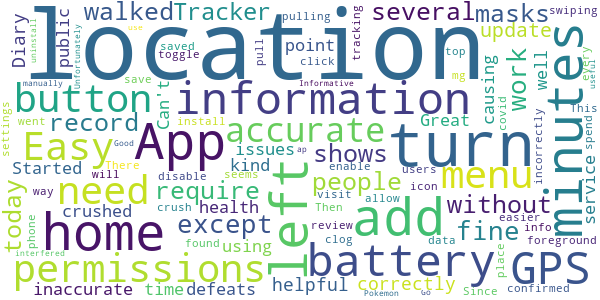 Diary
public
walked
Tracker
several
masks
swiping
location
pulling
saved
toggle
save
pull
point
click
tracking
top
mg
update
every
useful
uninstall
Unfortunately
use
manually
went
install
Informative
causing
covid
work
well
This
button
information
minutes
settings
record
Can't
accurate
Great
incorrectly
service
spend
Easy
App
issues
shows
turn
Started
There
kind
seems
ap
Good
way
will
disable
enable
users
easier
need
left
require
people
visit
icon
info
menu
today
crushed
crush
health
Then
allow
foreground
phone
home
except
found
using
review
clog
add
data
place
fine
without
interfered
permissions
battery
GPS
inaccurate
time
defeats
helpful
correctly
Since
confirmed
Pokemon
Go